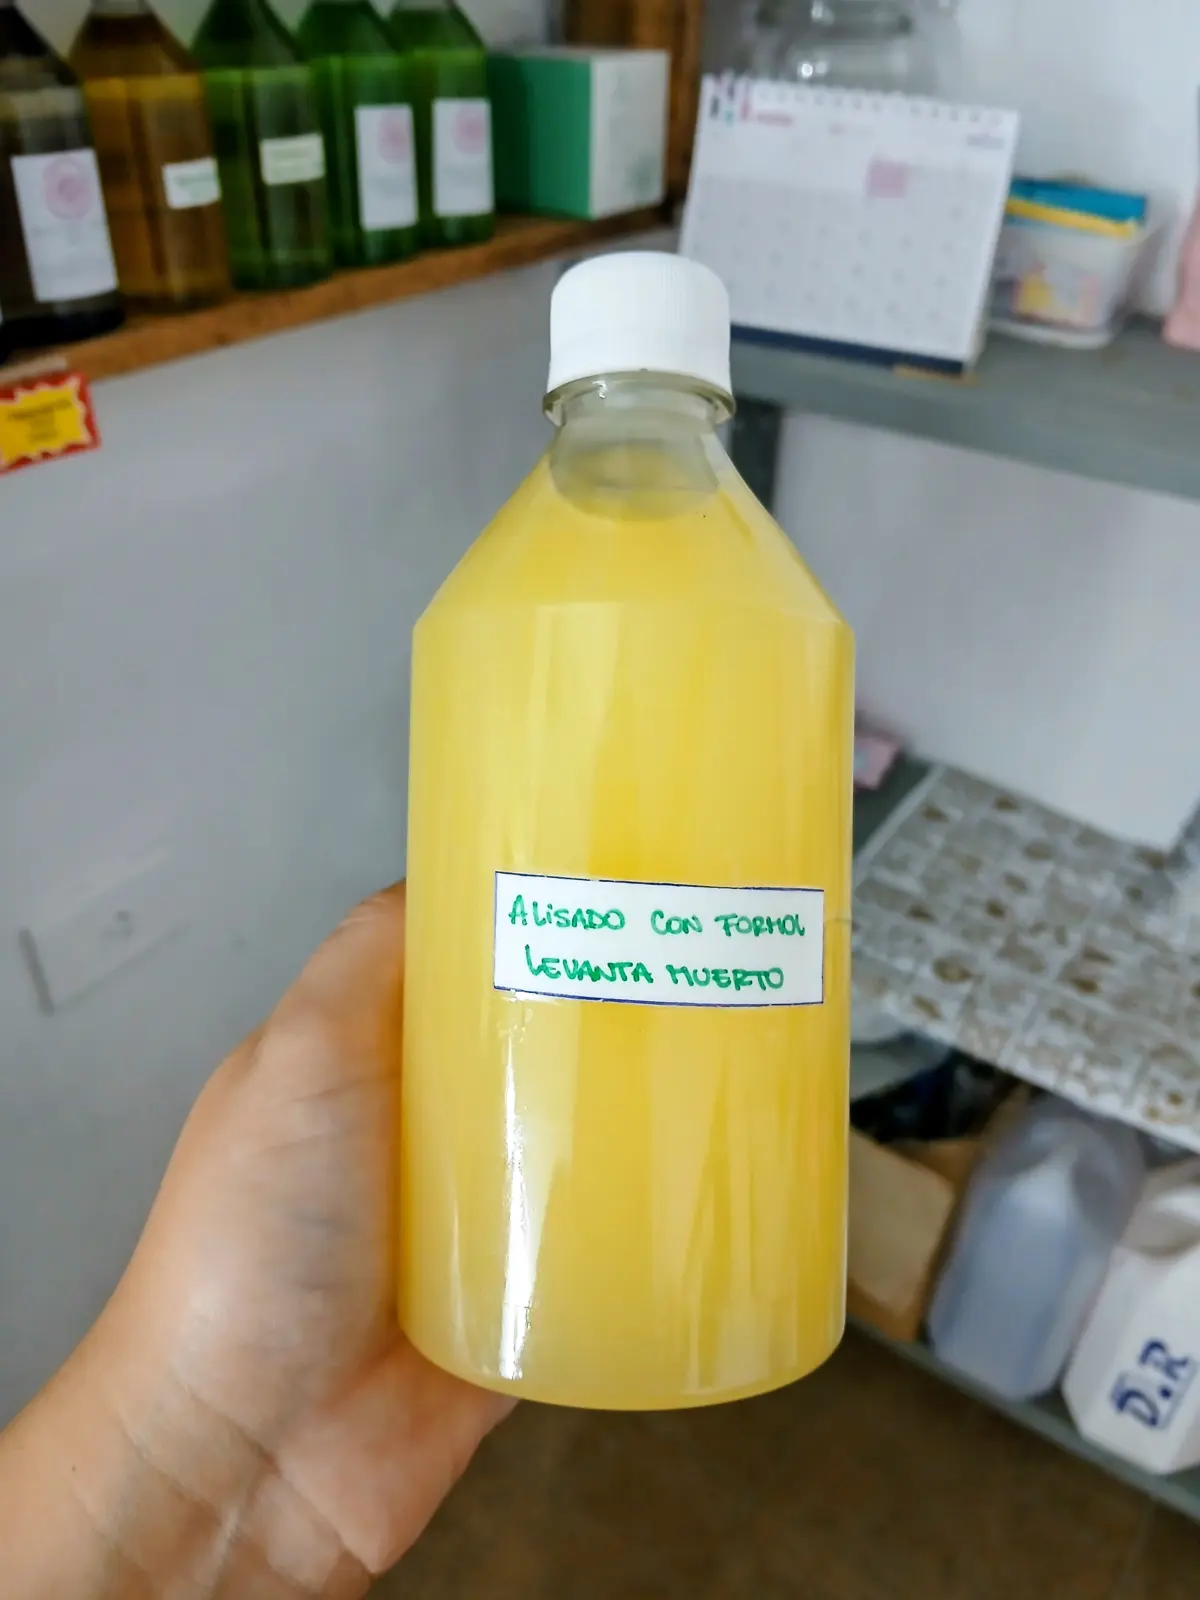 ALISADO CON FORMOL
LEVANTA MUERTO
D.R